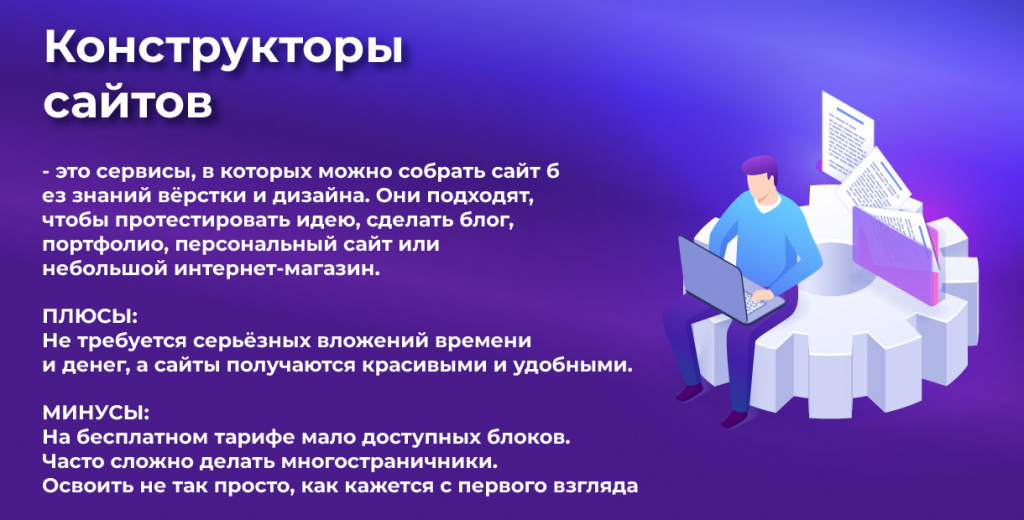 Конструкторы
сайтов
- это сервисы, в которых можно собрать сайт б
ез знаний вёрстки и дизайна. Они подходят,
чтобы протестировать идею, сделать блог,
портфолио, персональный сайт или
небольшой интернет-магазин.
ПЛЮСЫ:
Не требуется серьёзных вложений времени
и денег, а сайты получаются красивыми и удобными.
МИНУСЫ:
На бесплатном тарифе мало доступных блоков.
Часто сложно делать многостраничники.
Освоить не так просто, как кажется с первого взгляда